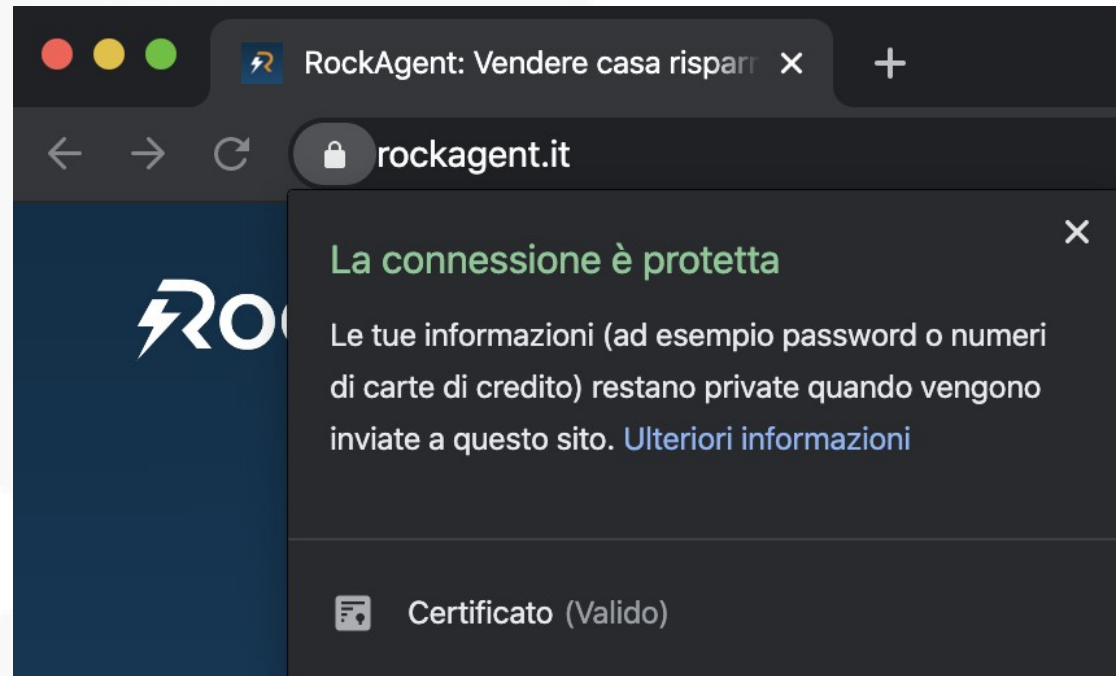 RockAgent: Vendere casa rispar
rockagent.it
La connessione è protetta
Le tue informazioni (ad esempio password o numeri
di carte di credito) restano private quando vengono
inviate a questo sito. Ulteriori informazioni
Certificato (Valido)